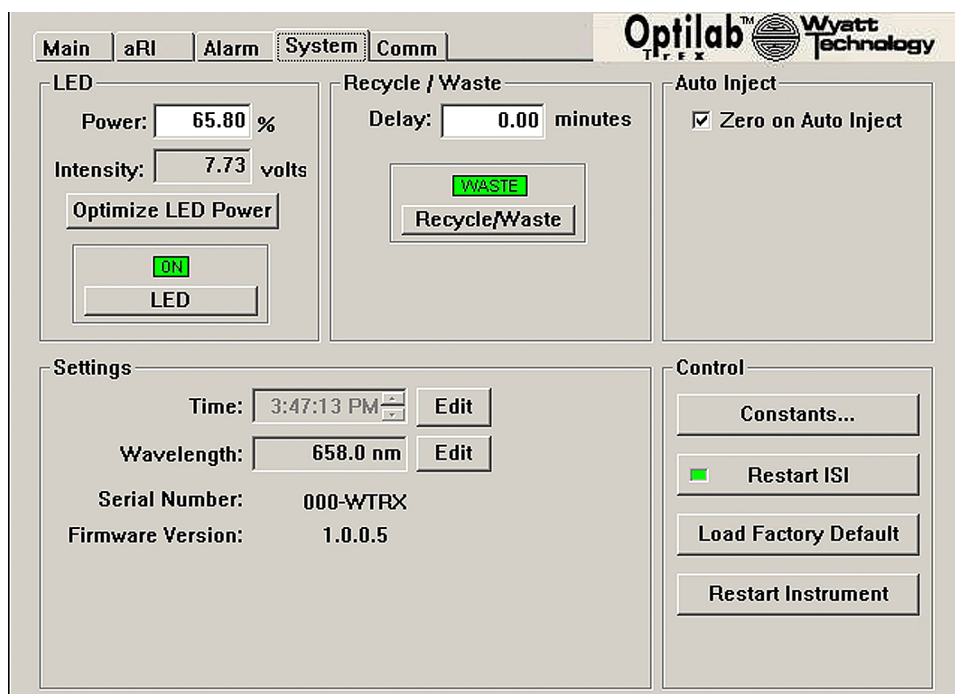 Main aRI Alarm System Comm
Optilab™ T r E X Wyatt Technology
LED
Power: 65.80 %
Intensity: 7.73 volts
Optimize LED Power
ON
LED
Recycle / Waste
Delay: 0.00 minutes
WASTE
Recycle/Waste
Auto Inject
Zero on Auto Inject
Settings
Time: 3:47:13 PM Edit
Wavelength: 658.0 nm Edit
Serial Number: 000-WTRX
Firmware Version: 1.0.0.5
Control
Constants...
Restart ISI
Load Factory Default
Restart Instrument